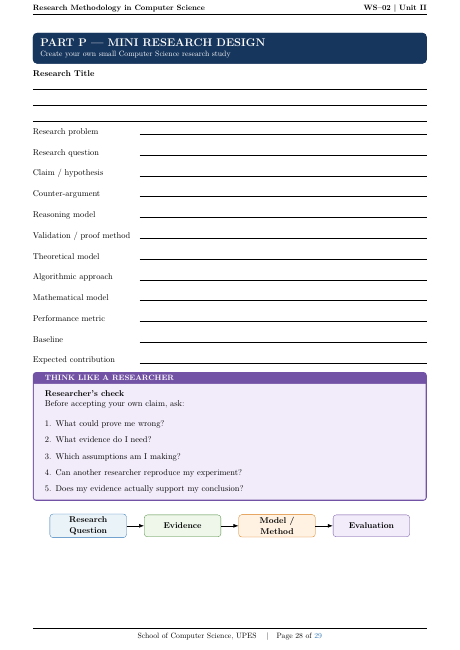 Research Methodology in Computer Science WS–02 | Unit II
PART P — MINI RESEARCH DESIGN
Create your own small Computer Science research study
Research Title
Research problem
Research question
Claim / hypothesis
Counter-argument
Reasoning model
Validation / proof method
Theoretical model
Algorithmic approach
Mathematical model
Performance metric
Baseline
Expected contribution
THINK LIKE A RESEARCHER
Researcher's check
Before accepting your own claim, ask:
1. What could prove me wrong?
2. What evidence do I need?
3. Which assumptions am I making?
4. Can another researcher reproduce my experiment?
5. Does my evidence actually support my conclusion?
Research
Question
Evidence
Model /
Method
Evaluation
School of Computer Science, UPES | Page 28 of 29